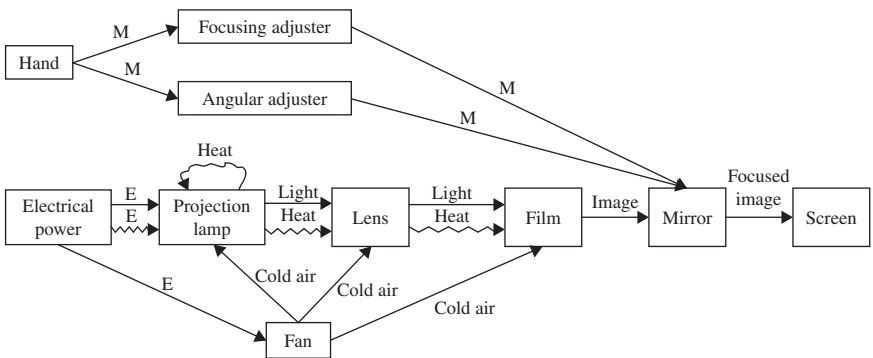 Focusing adjuster
M
Hand
M
Angular adjuster
M
M
Heat
Electrical
power
E
E
Projection
lamp
Light
Heat
Lens
Light
Heat
Film
Image
Mirror
Focused
image
Screen
E
Cold air
Cold air
Cold air
Fan